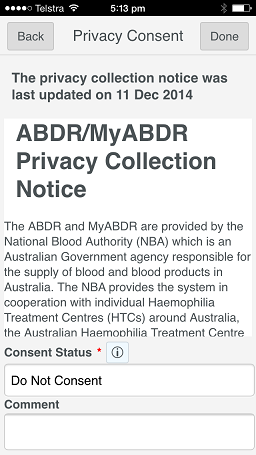 Telstra 5:13 pm
Back Privacy Consent Done
The privacy collection notice was
last updated on 11 Dec 2014
ABDR/MyABDR
Privacy Collection
Notice
The ABDR and MyABDR are provided by the
National Blood Authority (NBA) which is an
Australian Government agency responsible for
the supply of blood and blood products in
Australia. The NBA provides the system in
cooperation with individual Haemophilia
Treatment Centres (HTCs) around Australia,
the Australian Haemophilia Treatment Centre
Consent Status * i
Do Not Consent
Comment